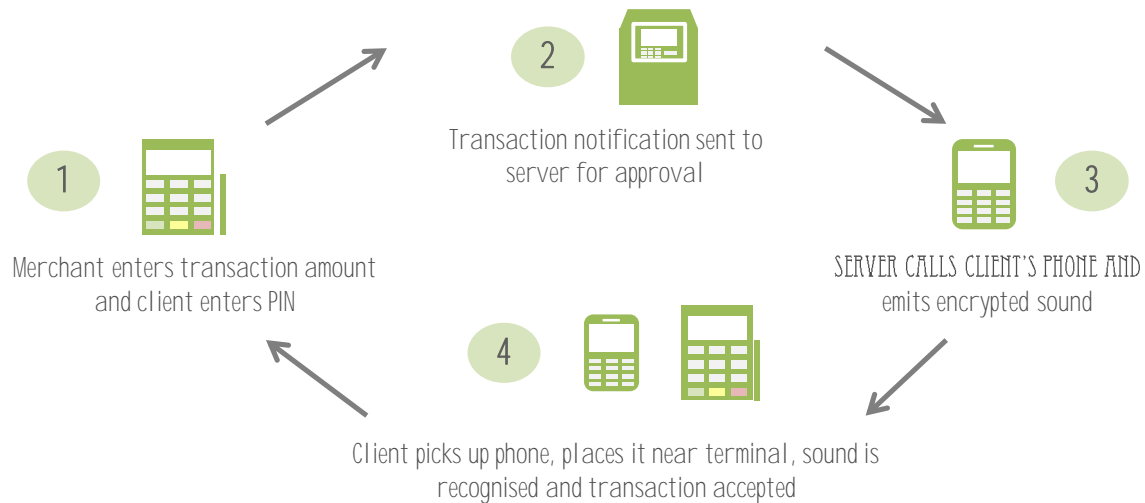 1
Merchant enters transaction amount
and client enters PIN
2
Transaction notification sent to
server for approval
3
SERVER CALLS CLIENT'S PHONE AND
emits encrypted sound
4
Client picks up phone, places it near terminal, sound is
recognised and transaction accepted